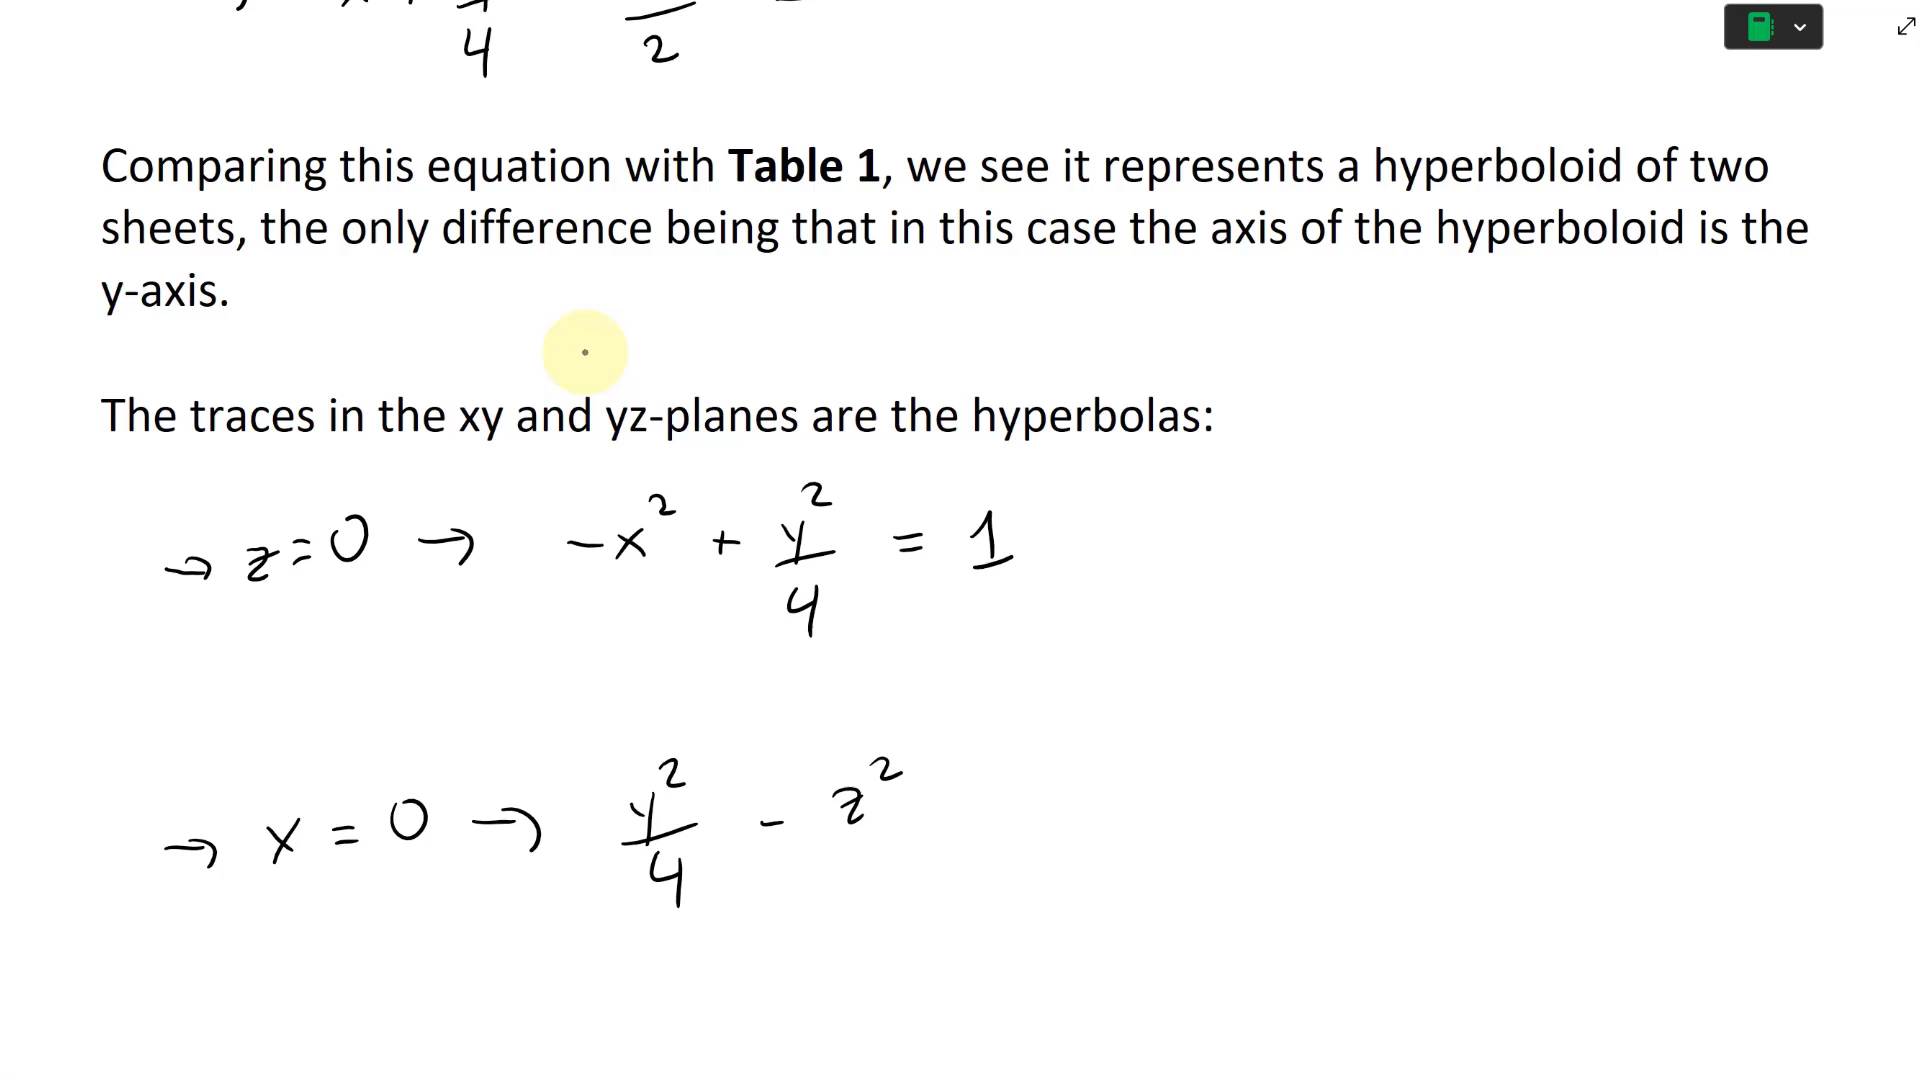 4 2
Comparing this equation with Table 1, we see it represents a hyperboloid of two
sheets, the only difference being that in this case the axis of the hyperboloid is the
y-axis.
The traces in the xy and yz-planes are the hyperbolas:
→ z = 0 → -x² + y²/4 = 1
→ x = 0 → y²/4 - z²